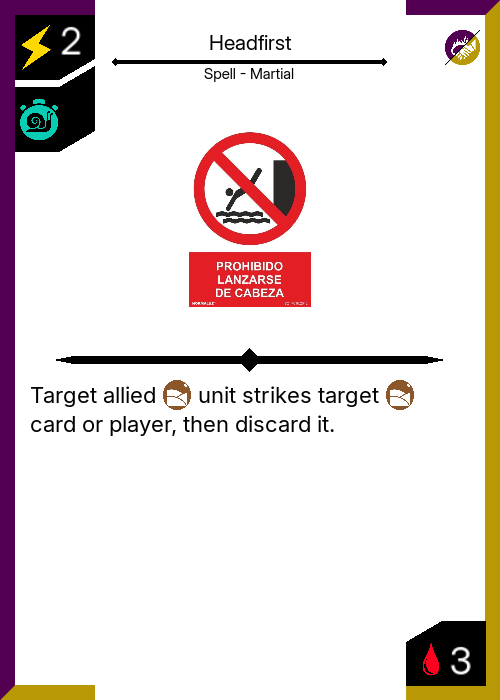 2
Headfirst
Spell - Martial
PROHIBIDO
LANZARSE
DE CABEZA
NORMALUZ
Target allied unit strikes target
card or player, then discard it.
3